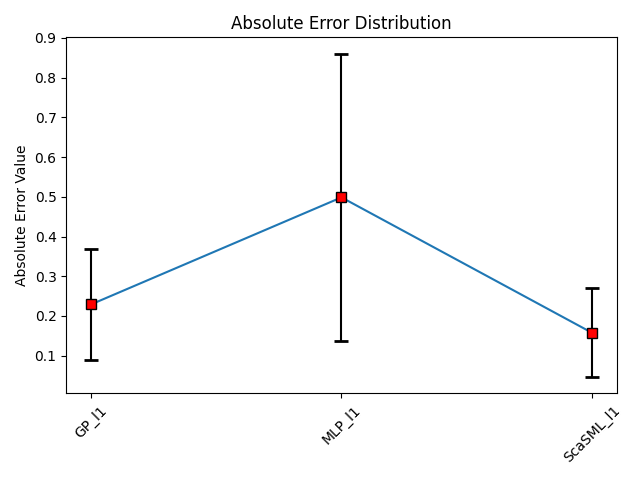 Absolute Error Distribution
0.9
0.8
0.7
0.6
0.5
0.4
0.3
0.2
0.1
Absolute Error Value
GP_l1
MLP_l1
ScaSML_l1